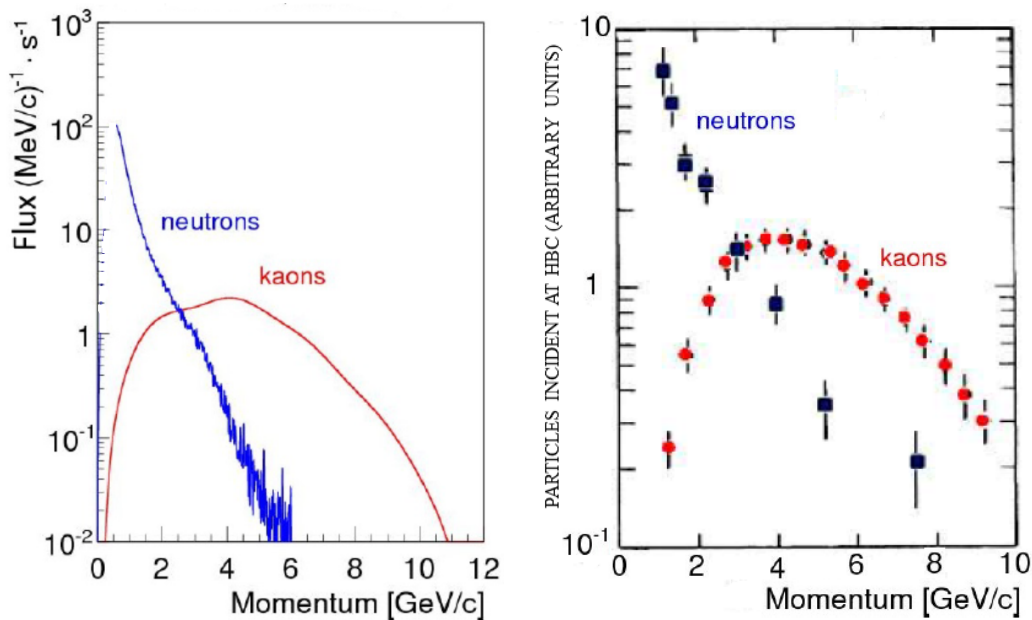 Flux (MeV/c)⁻¹ · s⁻¹
10³
10²
10
1
10⁻¹
10⁻²
neutrons
kaons
0 2 4 6 8 10 12
Momentum [GeV/c]
PARTICLES INCIDENT AT HBC (ARBITRARY UNITS)
10
1
10⁻¹
neutrons
kaons
0 2 4 6 8 10
Momentum [GeV/c]